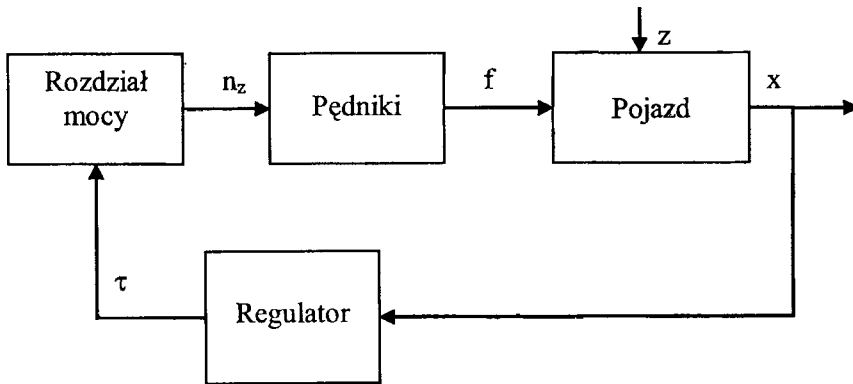 Rozdział
mocy
n_z
Pędniki
f
z
Pojazd
x
τ
Regulator